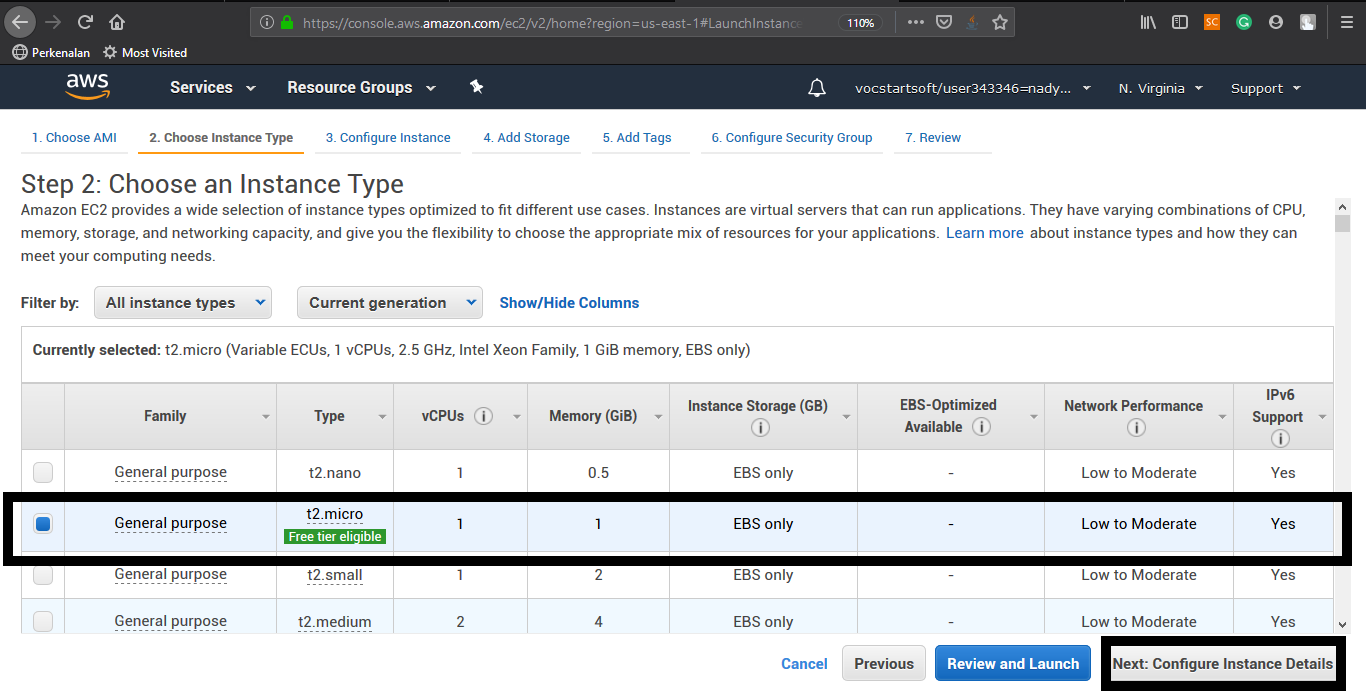 https://console.aws.amazon.com/ec2/v2/home?region=us-east-1#LaunchInstance
110%
SC
Perkenalan
Most Visited
aws
Services
Resource Groups
vocstartsoft/user343346=nady...
N. Virginia
Support
1. Choose AMI
2. Choose Instance Type
3. Configure Instance
4. Add Storage
5. Add Tags
6. Configure Security Group
7. Review
Step 2: Choose an Instance Type
Amazon EC2 provides a wide selection of instance types optimized to fit different use cases. Instances are virtual servers that can run applications. They have varying combinations of CPU,
memory, storage, and networking capacity, and give you the flexibility to choose the appropriate mix of resources for your applications. Learn more about instance types and how they can
meet your computing needs.
Filter by: All instance types Current generation Show/Hide Columns
Currently selected: t2.micro (Variable ECUs, 1 vCPUs, 2.5 GHz, Intel Xeon Family, 1 GiB memory, EBS only)
Family
Type
vCPUs
Memory (GiB)
Instance Storage (GB)
EBS-Optimized
Available
Network Performance
IPv6
Support
General purpose t2.nano 1 0.5 EBS only - Low to Moderate Yes
General purpose t2.micro 1 1 EBS only - Low to Moderate Yes
Free tier eligible
General purpose t2.small 1 2 EBS only - Low to Moderate Yes
General purpose t2.medium 2 4 EBS only - Low to Moderate Yes
Cancel
Previous
Review and Launch
Next: Configure Instance Details